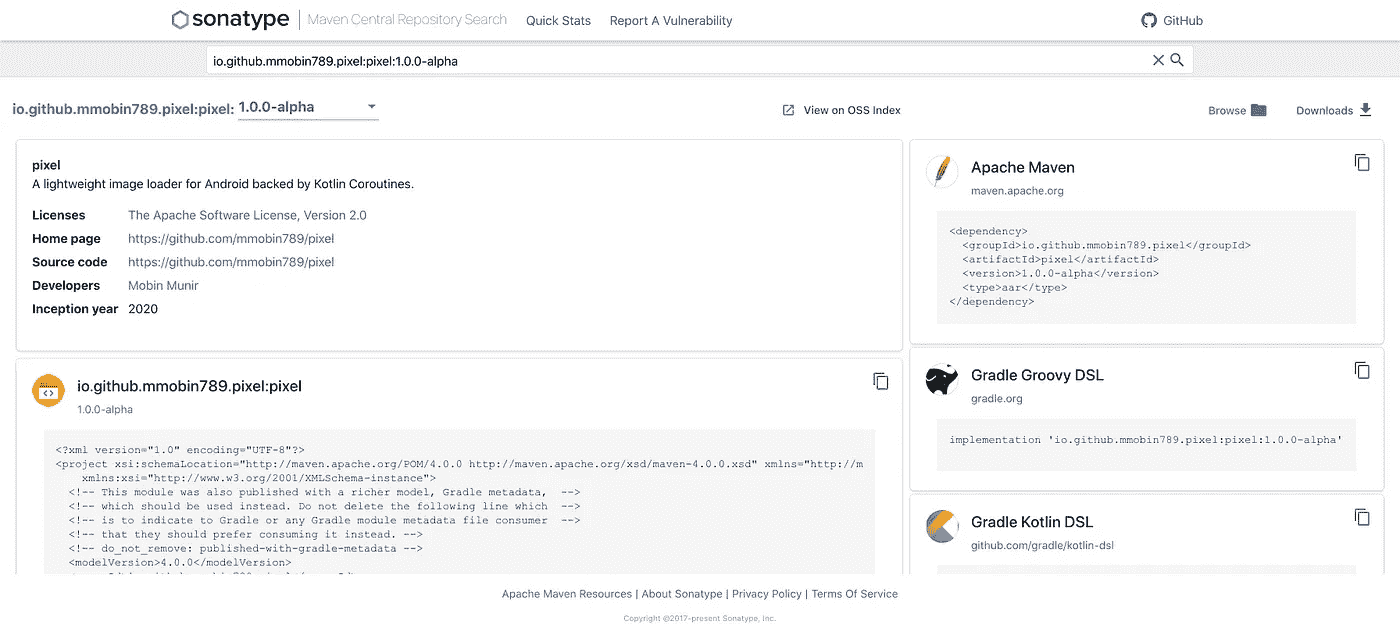 sonatype | Maven Central Repository Search Quick Stats Report A Vulnerability GitHub
io.github.mmobin789.pixel:pixel:1.0.0-alpha
io.github.mmobin789.pixel:pixel: 1.0.0-alpha View on OSS Index Browse Downloads
pixel
A lightweight image loader for Android backed by Kotlin Coroutines.
Licenses The Apache Software License, Version 2.0
Home page https://github.com/mmobin789/pixel
Source code https://github.com/mmobin789/pixel
Developers Mobin Munir
Inception year 2020
io.github.mmobin789.pixel:pixel
1.0.0-alpha
<?xml version="1.0" encoding="UTF-8"?>
<project xsi:schemaLocation="http://maven.apache.org/POM/4.0.0 http://maven.apache.org/xsd/maven-4.0.0.xsd" xmlns="http://m
xmlns:xsi="http://www.w3.org/2001/XMLSchema-instance">
<!-- This module was also published with a richer model, Gradle metadata, -->
<!-- which should be used instead. Do not delete the following line which -->
<!-- is to indicate to Gradle or any Gradle module metadata file consumer -->
<!-- that they should prefer consuming it instead. -->
<!-- do_not_remove: published-with-gradle-metadata -->
<modelVersion>4.0.0</modelVersion>
Apache Maven
maven.apache.org
<dependency>
<groupId>io.github.mmobin789.pixel</groupId>
<artifactId>pixel</artifactId>
<version>1.0.0-alpha</version>
<type>aar</type>
</dependency>
Gradle Groovy DSL
gradle.org
implementation 'io.github.mmobin789.pixel:pixel:1.0.0-alpha'
Gradle Kotlin DSL
github.com/gradle/kotlin-dsl
Apache Maven Resources | About Sonatype | Privacy Policy | Terms Of Service
Copyright ©2017-present Sonatype, Inc.